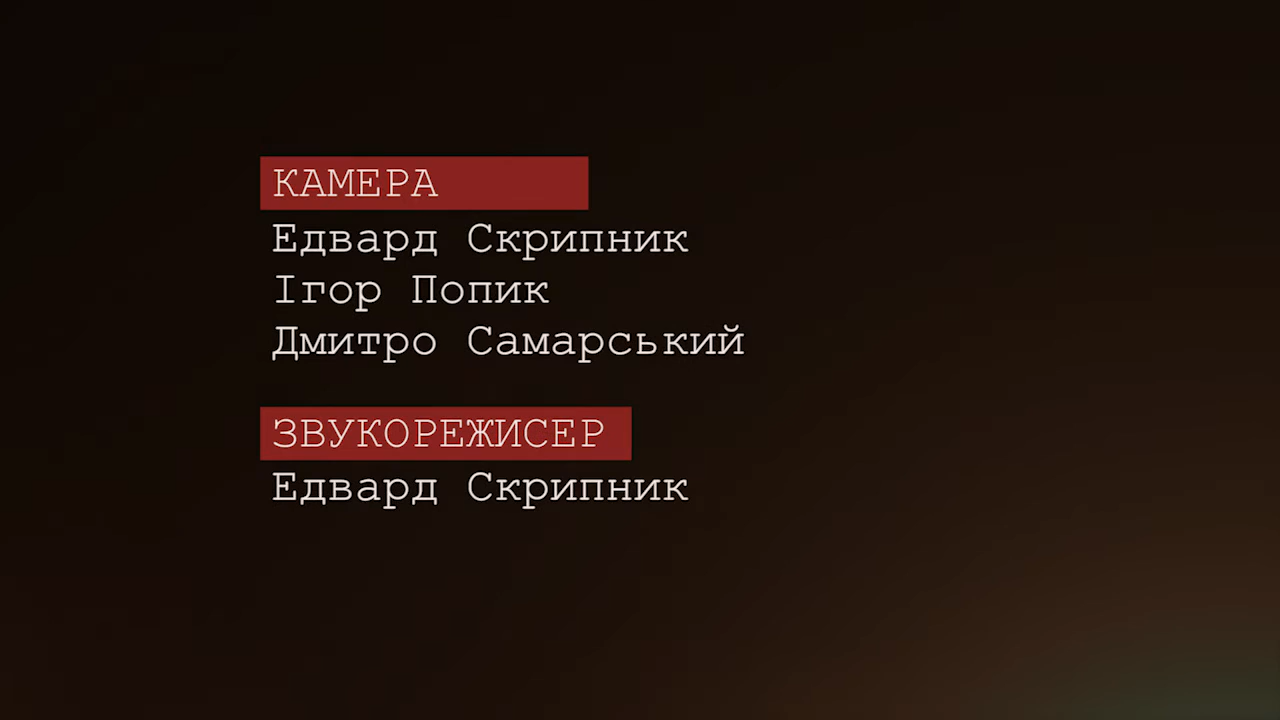 КАМЕРА
Едвард Скрипник
Ігор Попик
Дмитро Самарський
ЗВУКОРЕЖИСЕР
Едвард Скрипник